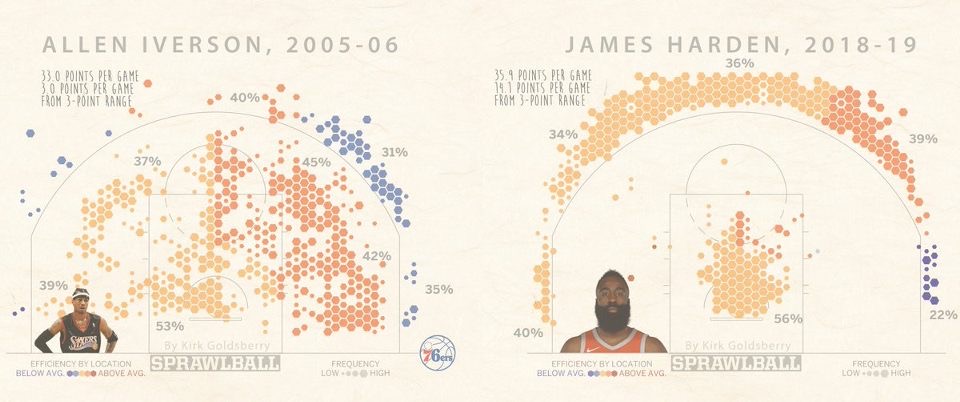 ALLEN IVERSON, 2005-06
33.0 POINTS PER GAME
3.0 POINTS PER GAME
FROM 3-POINT RANGE
40%
37%
45%
31%
42%
39%
35%
53%
By Kirk Goldsberry
SPRAWLBALL
76ers
EFFICIENCY BY LOCATION
BELOW AVG. ABOVE AVG.
FREQUENCY
LOW HIGH
JAMES HARDEN, 2018-19
36%
35.9 POINTS PER GAME
14.7 POINTS PER GAME
FROM 3-POINT RANGE
34%
39%
40%
56%
22%
By Kirk Goldsberry
SPRAWLBALL
EFFICIENCY BY LOCATION
BELOW AVG. ABOVE AVG.
FREQUENCY
LOW HIGH